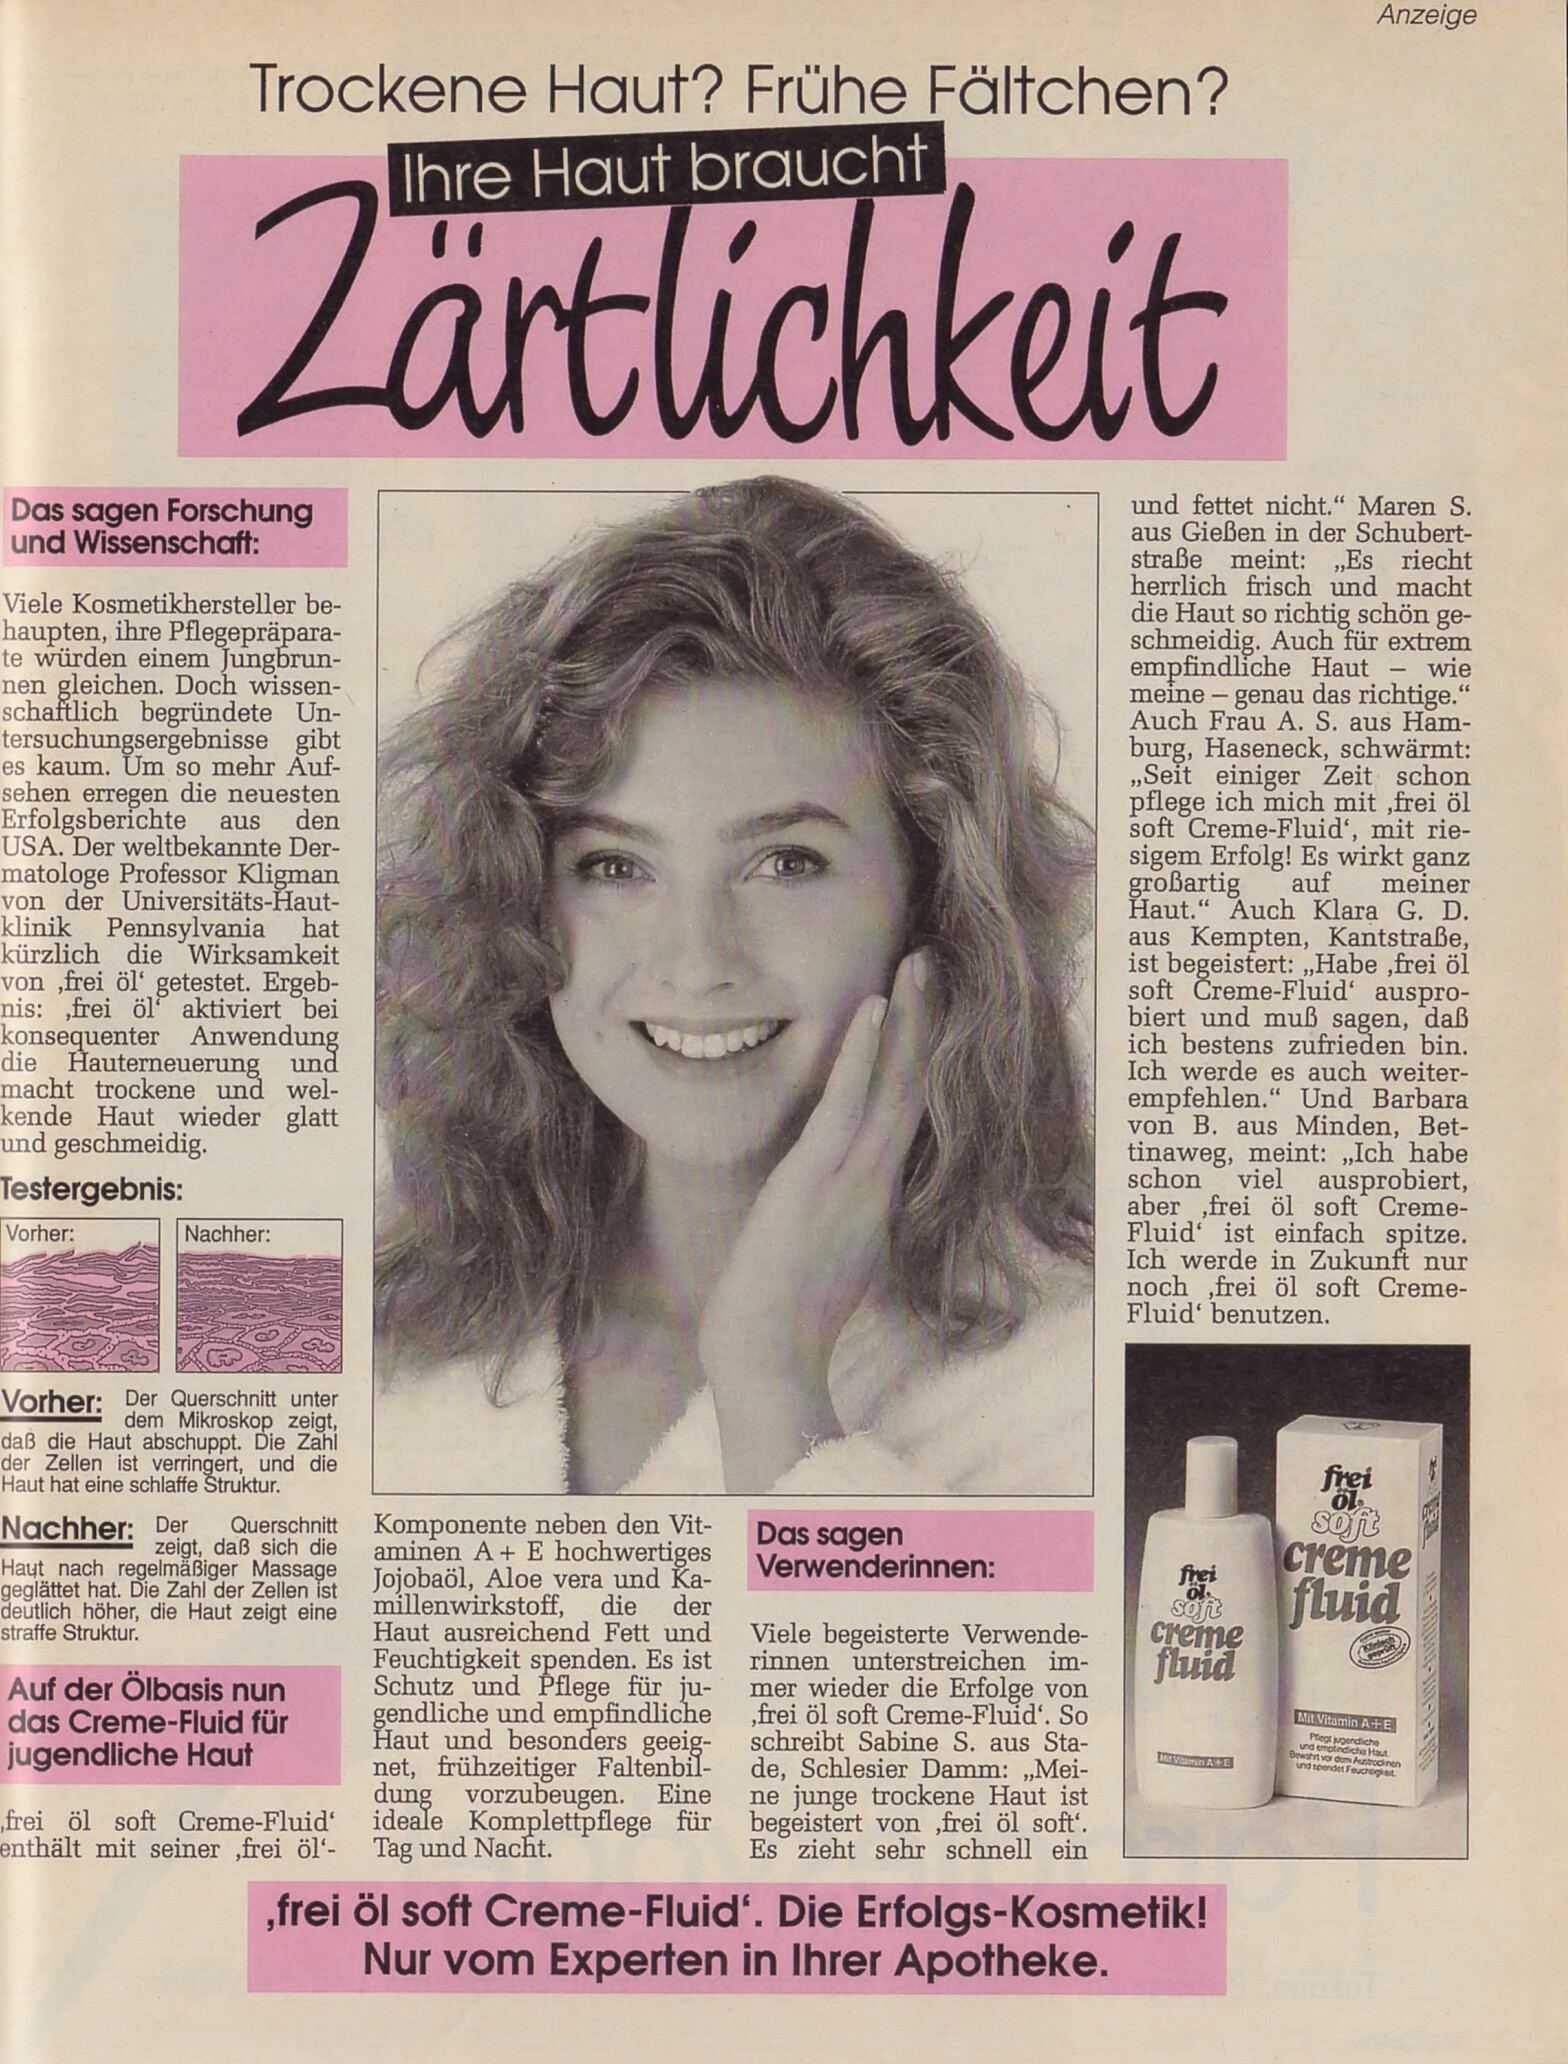 Anzeige
Trockene Haut? Frühe Fältchen?
Ihre Haut braucht
Zärtlichkeit
Das sagen Forschung
und Wissenschaft:
Viele Kosmetikhersteller be-
haupten, ihre Pflegepräpara-
te würden einem Jungbrun-
nen gleichen. Doch wissen-
schaftlich begründete Un-
tersuchungsergebnisse gibt
es kaum. Um so mehr Auf-
sehen erregen die neuesten
Erfolgsberichte aus den
USA. Der weltbekannte Der-
matologe Professor Kligman
von der Universitäts-Haut-
klinik Pennsylvania hat
kürzlich die Wirksamkeit
von ‚frei öl‘ getestet. Ergeb-
nis: ‚frei öl‘ aktiviert bei
konsequenter Anwendung
die Hauterneuerung und
macht trockene und wel-
kende Haut wieder glatt
und geschmeidig.
Testergebnis:
Vorher:
Nachher:
Vorher: Der Querschnitt unter
dem Mikroskop zeigt,
daß die Haut abschuppt. Die Zahl
der Zellen ist verringert, und die
Haut hat eine schlaffe Struktur.
Nachher: Der Querschnitt
zeigt, daß sich die
Haut nach regelmäßiger Massage
geglättet hat. Die Zahl der Zellen ist
deutlich höher, die Haut zeigt eine
straffe Struktur.
Auf der Ölbasis nun
das Creme-Fluid für
jugendliche Haut
‚frei öl soft Creme-Fluid‘
enthält mit seiner ‚frei öl‘-
Komponente neben den Vit-
aminen A + E hochwertiges
Jojobaöl, Aloe vera und Ka-
millenwirkstoff, die der
Haut ausreichend Fett und
Feuchtigkeit spenden. Es ist
Schutz und Pflege für ju-
gendliche und empfindliche
Haut und besonders geeig-
net, frühzeitiger Faltenbil-
dung vorzubeugen. Eine
ideale Komplettpflege für
Tag und Nacht.
Das sagen
Verwenderinnen:
Viele begeisterte Verwende-
rinnen unterstreichen im-
mer wieder die Erfolge von
‚frei öl soft Creme-Fluid‘. So
schreibt Sabine S. aus Sta-
de, Schlesier Damm: „Mei-
ne junge trockene Haut ist
begeistert von ‚frei öl soft‘.
Es zieht sehr schnell ein
und fettet nicht.“ Maren S.
aus Gießen in der Schubert-
straße meint: „Es riecht
herrlich frisch und macht
die Haut so richtig schön ge-
schmeidig. Auch für extrem
empfindliche Haut – wie
meine – genau das richtige.“
Auch Frau A. S. aus Ham-
burg, Haseneck, schwärmt:
„Seit einiger Zeit schon
pflege ich mich mit ‚frei öl
soft Creme-Fluid‘, mit rie-
sigem Erfolg! Es wirkt ganz
großartig auf meiner
Haut.“ Auch Klara G. D.
aus Kempten, Kantstraße,
ist begeistert: „Habe ‚frei öl
soft Creme-Fluid‘ auspro-
biert und muß sagen, daß
ich bestens zufrieden bin.
Ich werde es auch weiter-
empfehlen.“ Und Barbara
von B. aus Minden, Bet-
tinaweg, meint: „Ich habe
schon viel ausprobiert,
aber ‚frei öl soft Creme-
Fluid‘ ist einfach spitze.
Ich werde in Zukunft nur
noch ‚frei öl soft Creme-
Fluid‘ benutzen.
frei
öl.
soft
creme
fluid
Mit Vitamin A+E
frei
öl.
soft
creme
fluid
Klinisch
geprüft
Mit Vitamin A+E
Pflegt jugendliche
und empfindliche Haut.
Bewahrt vor dem Austrocknen
und spendet Feuchtigkeit.
‚frei öl soft Creme-Fluid‘. Die Erfolgs-Kosmetik!
Nur vom Experten in Ihrer Apotheke.